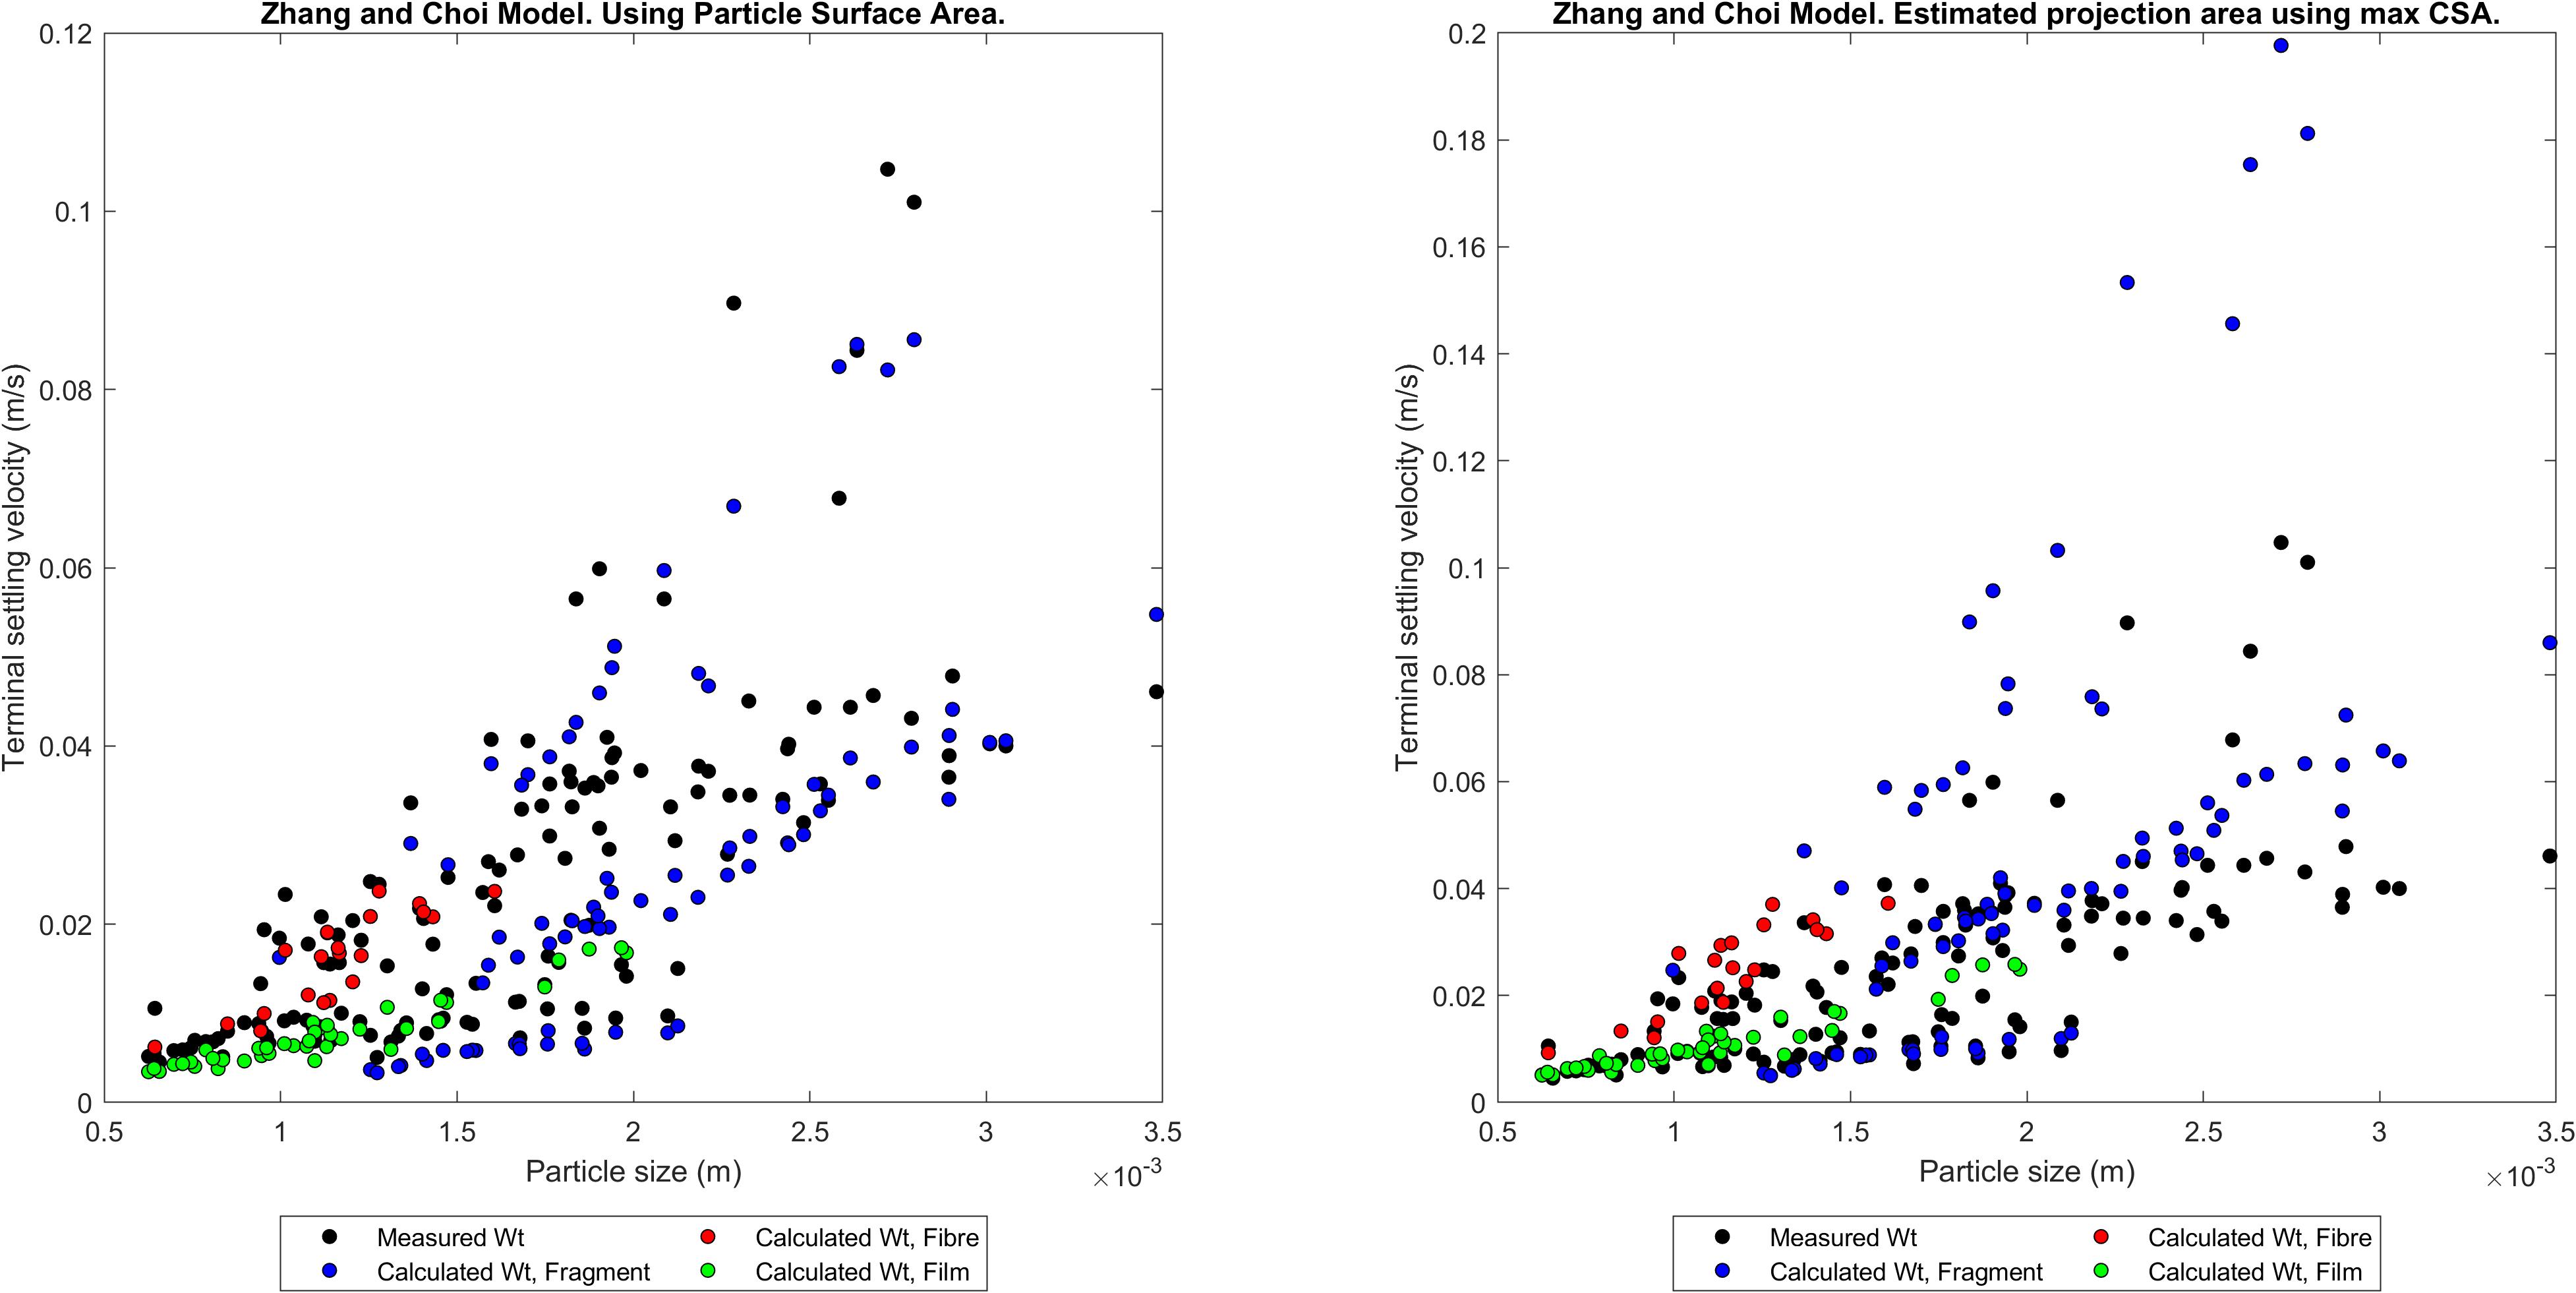 Zhang and Choi Model. Using Particle Surface Area.
0.12
0.1
0.08
0.06
0.04
0.02
0
Terminal settling velocity (m/s)
0.5 1 1.5 2 2.5 3 3.5
Particle size (m)
×10-3
Measured Wt
Calculated Wt, Fibre
Calculated Wt, Fragment
Calculated Wt, Film
Zhang and Choi Model. Estimated projection area using max CSA.
0.2
0.18
0.16
0.14
0.12
0.1
0.08
0.06
0.04
0.02
0
Terminal settling velocity (m/s)
0.5 1 1.5 2 2.5 3 3.5
Particle size (m)
×10-3
Measured Wt
Calculated Wt, Fibre
Calculated Wt, Fragment
Calculated Wt, Film